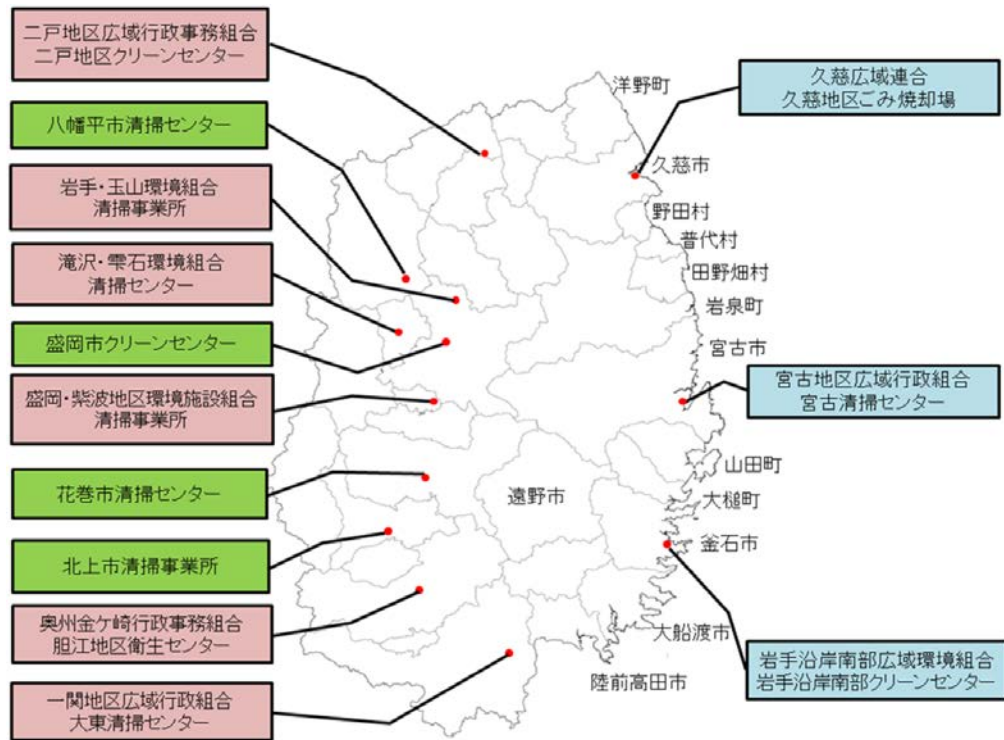 二戸地区広域行政事務組合
二戸地区クリーンセンター
八幡平市清掃センター
岩手・玉山環境組合
清掃事業所
滝沢・雫石環境組合
清掃センター
盛岡市クリーンセンター
盛岡・紫波地区環境施設組合
清掃事業所
花巻市清掃センター
北上市清掃事業所
奥州金ケ崎行政事務組合
胆江地区衛生センター
一関地区広域行政組合
大東清掃センター
洋野町
久慈市
野田村
普代村
田野畑村
岩泉町
宮古市
山田町
大槌町
遠野市
釜石市
大船渡市
陸前高田市
久慈広域連合
久慈地区ごみ焼却場
宮古地区広域行政組合
宮古清掃センター
岩手沿岸南部広域環境組合
岩手沿岸南部クリーンセンター